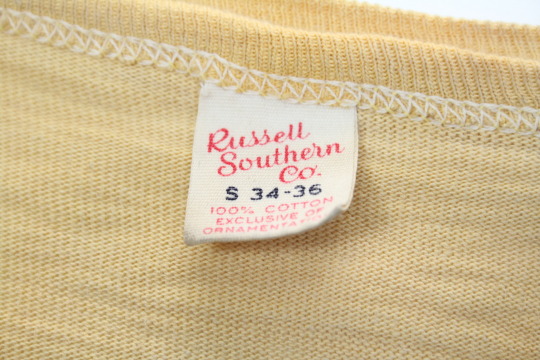 Russell
Southern
Co.
S 34-36
100% COTTON
EXCLUSIVE OF